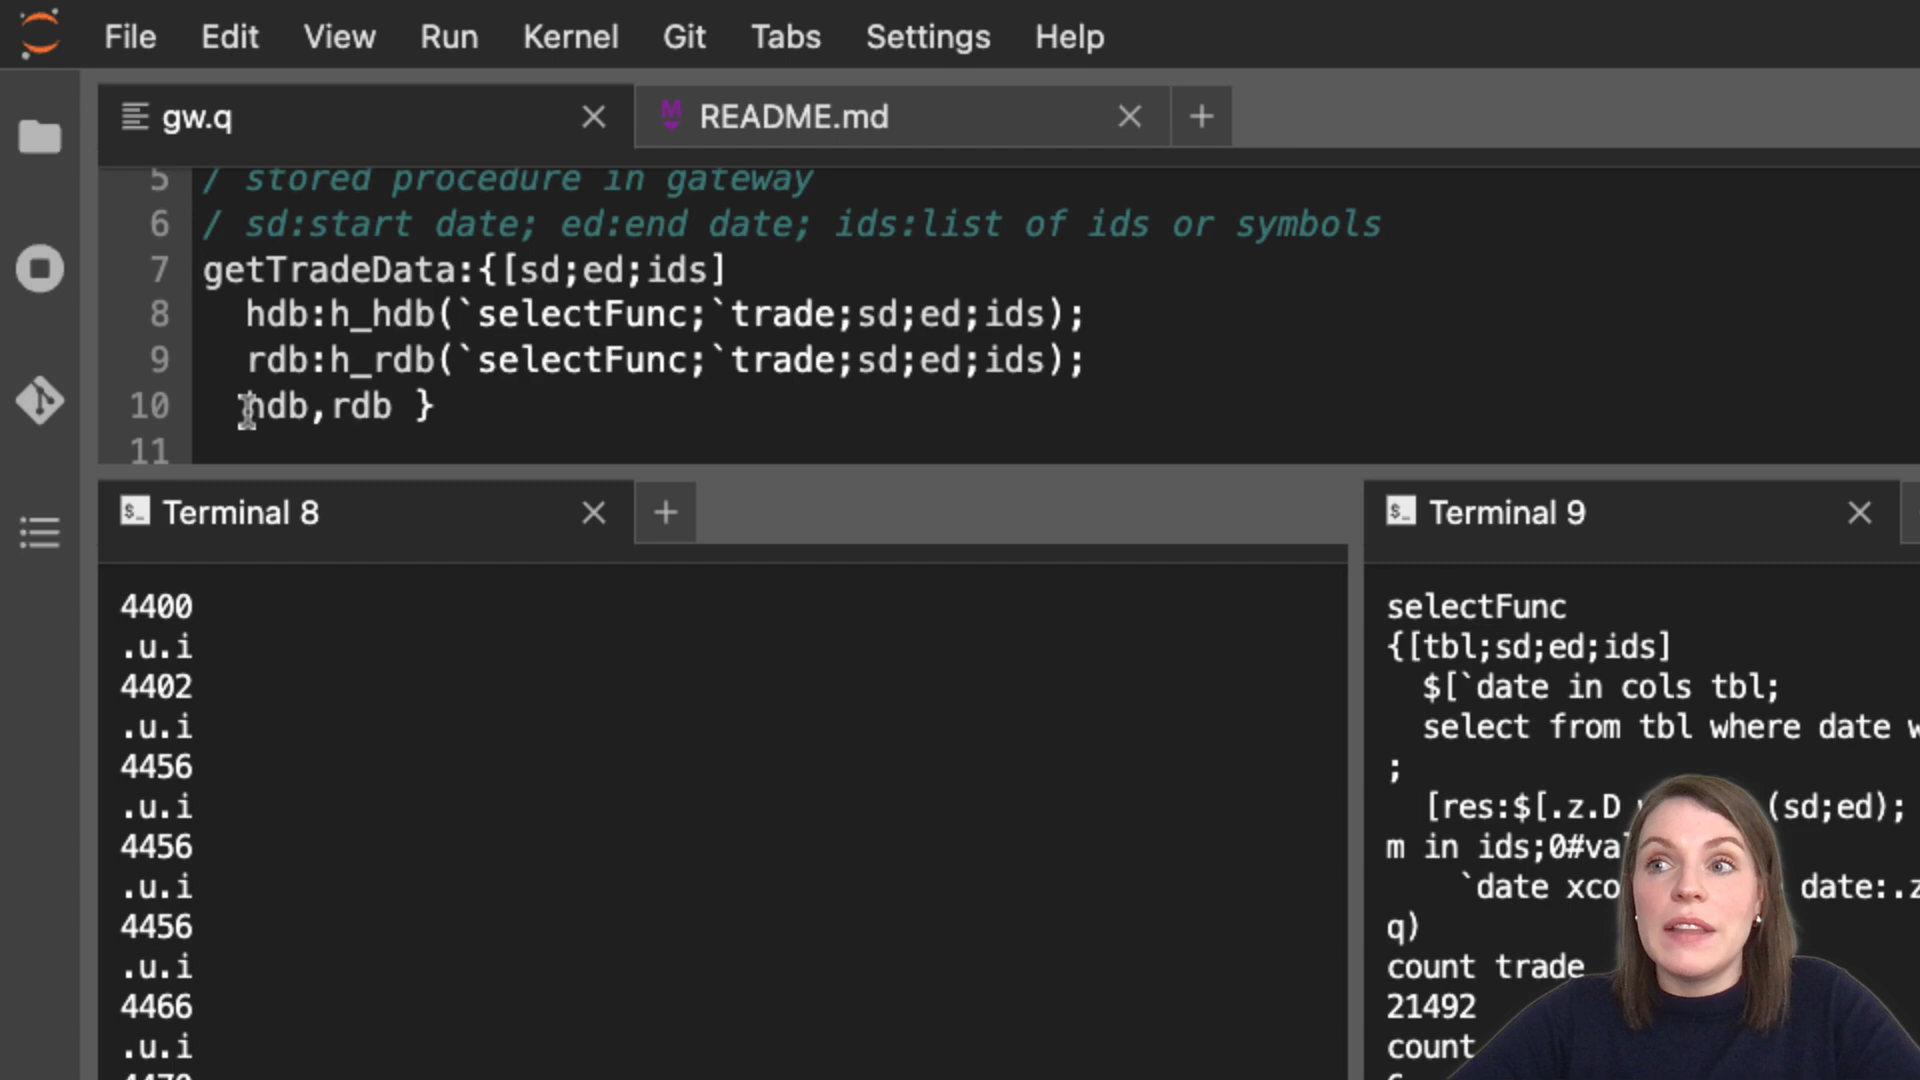 File Edit View Run Kernel Git Tabs Settings Help
gw.q
README.md
5 / stored procedure in gateway
6 / sd:start date; ed:end date; ids:list of ids or symbols
7 getTradeData:{[sd;ed;ids]
8 hdb:h_hdb(`selectFunc;`trade;sd;ed;ids);
9 rdb:h_rdb(`selectFunc;`trade;sd;ed;ids);
10 hdb,rdb }
11
Terminal 8
4400
.u.i
4402
.u.i
4456
.u.i
4456
.u.i
4456
.u.i
4466
.u.i
Terminal 9
selectFunc
{[tbl;sd;ed;ids]
$[`date in cols tbl;
select from tbl where date w
;
[res:$[.z.D (sd;ed);
m in ids;0#va
`date xco date:.z
q)
count trade
21492
count